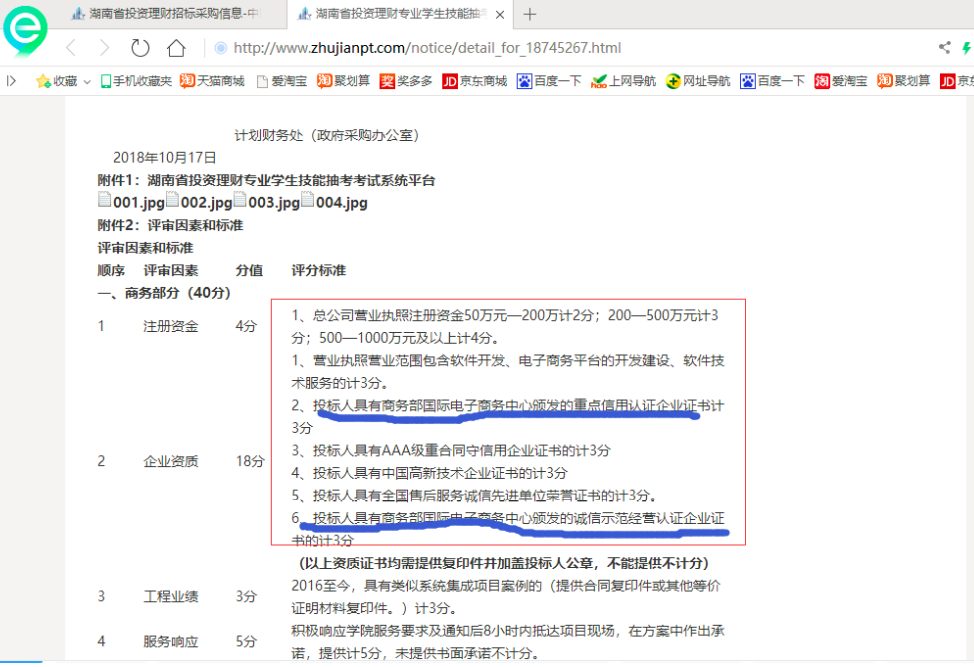 湖南省投资理财招标采购信息-中
湖南省投资理财专业学生技能抽
http://www.zhujianpt.com/notice/detail_for_18745267.html
收藏 手机收藏夹 天猫商城 爱淘宝 聚划算 奖多多 京东商城 百度一下 上网导航 网址导航 百度一下 爱淘宝 聚划算 京东
计划财务处（政府采购办公室）
2018年10月17日
附件1：湖南省投资理财专业学生技能抽考考试系统平台
001.jpg 002.jpg 003.jpg 004.jpg
附件2：评审因素和标准
评审因素和标准
顺序 评审因素 分值 评分标准
一、商务部分（40分）
1 注册资金 4分
1、总公司营业执照注册资金50万元—200万计2分；200—500万元计3
分；500—1000万元及以上计4分。
2 企业资质 18分
1、营业执照营业范围包含软件开发、电子商务平台的开发建设、软件技
术服务的计3分。
2、投标人具有商务部国际电子商务中心颁发的重点信用认证企业证书计
3分
3、投标人具有AAA级重合同守信用企业证书的计3分
4、投标人具有中国高新技术企业证书的计3分
5、投标人具有全国售后服务诚信先进单位荣誉证书的计3分。
6、投标人具有商务部国际电子商务中心颁发的诚信示范经营认证企业证
书的计3分
（以上资质证书均需提供复印件并加盖投标人公章，不能提供不计分）
3 工程业绩 3分
2016至今，具有类似系统集成项目案例的（提供合同复印件或其他等价
证明材料复印件。）计3分。
4 服务响应 5分
积极响应学院服务要求及通知后8小时内抵达项目现场，在方案中作出承
诺，提供计5分，未提供书面承诺不计分。